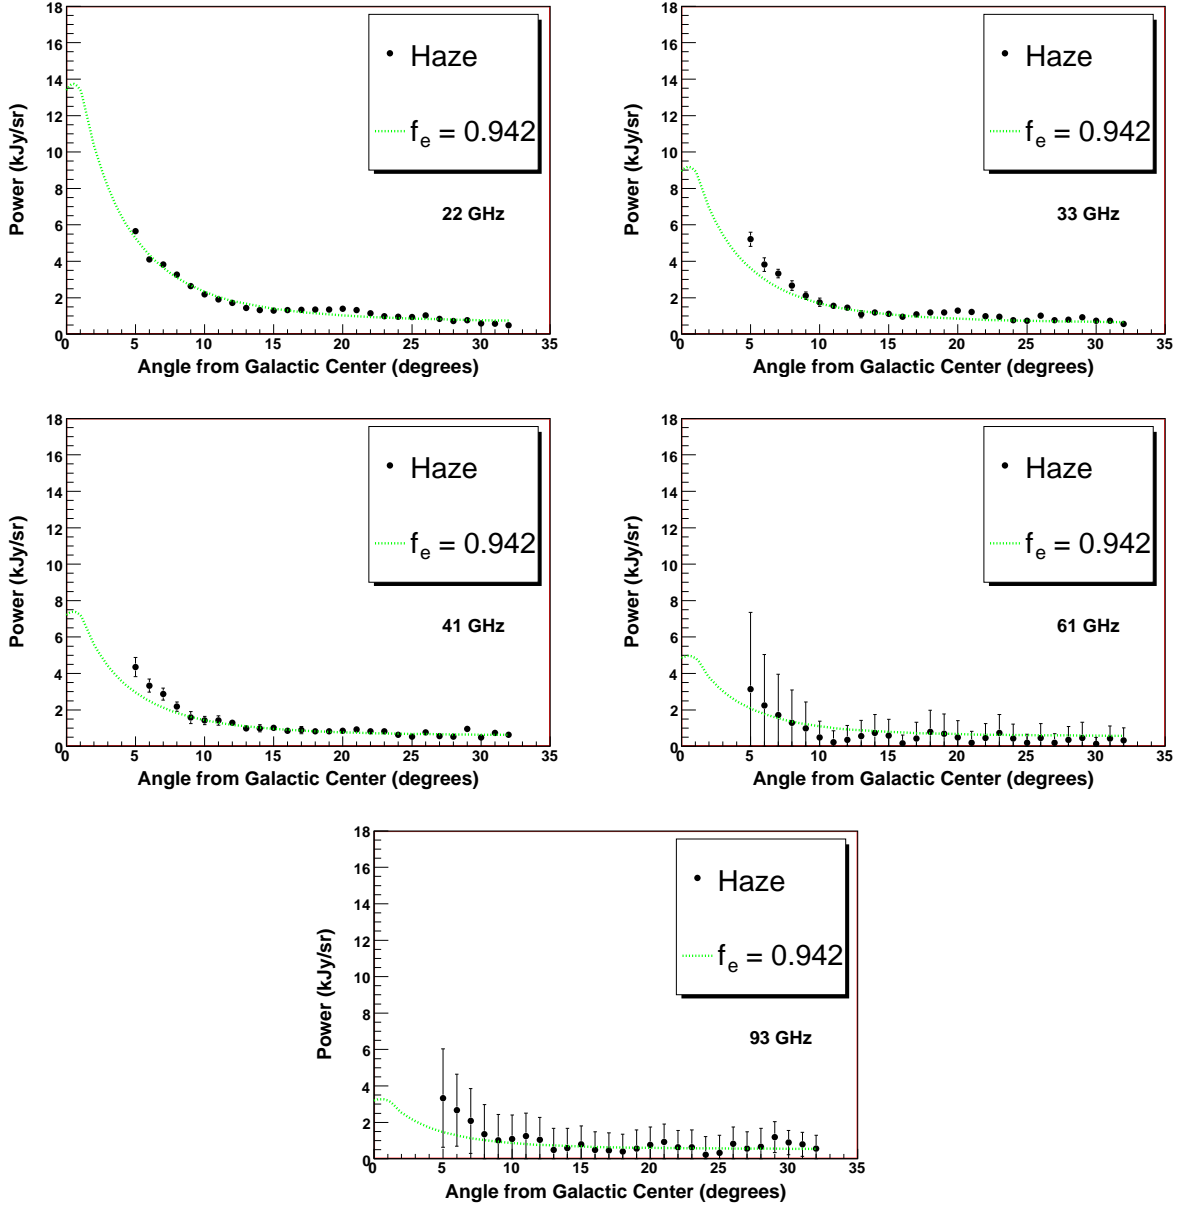 18
16
14
12
10
8
6
4
2
0
Power (kJy/sr)
Haze
f_e = 0.942
22 GHz
0 5 10 15 20 25 30 35
Angle from Galactic Center (degrees)
18
16
14
12
10
8
6
4
2
0
Power (kJy/sr)
Haze
f_e = 0.942
33 GHz
0 5 10 15 20 25 30 35
Angle from Galactic Center (degrees)
18
16
14
12
10
8
6
4
2
0
Power (kJy/sr)
Haze
f_e = 0.942
41 GHz
0 5 10 15 20 25 30 35
Angle from Galactic Center (degrees)
18
16
14
12
10
8
6
4
2
0
Power (kJy/sr)
Haze
f_e = 0.942
61 GHz
0 5 10 15 20 25 30 35
Angle from Galactic Center (degrees)
18
16
14
12
10
8
6
4
2
0
Power (kJy/sr)
Haze
f_e = 0.942
93 GHz
0 5 10 15 20 25 30 35
Angle from Galactic Center (degrees)